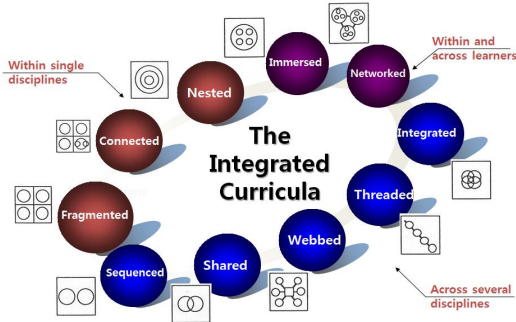 Within single
disciplines
Nested
Immersed
Networked
Within and
across learners
Connected
Integrated
The
Integrated
Curricula
Fragmented
Threaded
Webbed
Shared
Sequenced
Across several
disciplines